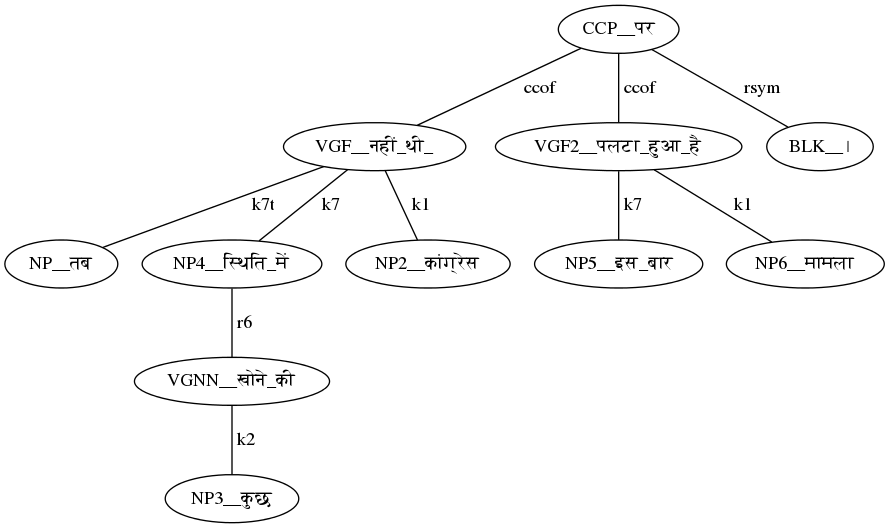 CCP__पर
ccof ccof rsym
VGF__नहीं_थी_ VGF2__पलटा_हुआ_है BLK__।
k7t k7 k1 k7 k1
NP__तब NP4__स्थिति_में NP2__कांग्रेस NP5__इस_बार NP6__मामला
r6
VGNN__खोने_की
k2
NP3__कुछ